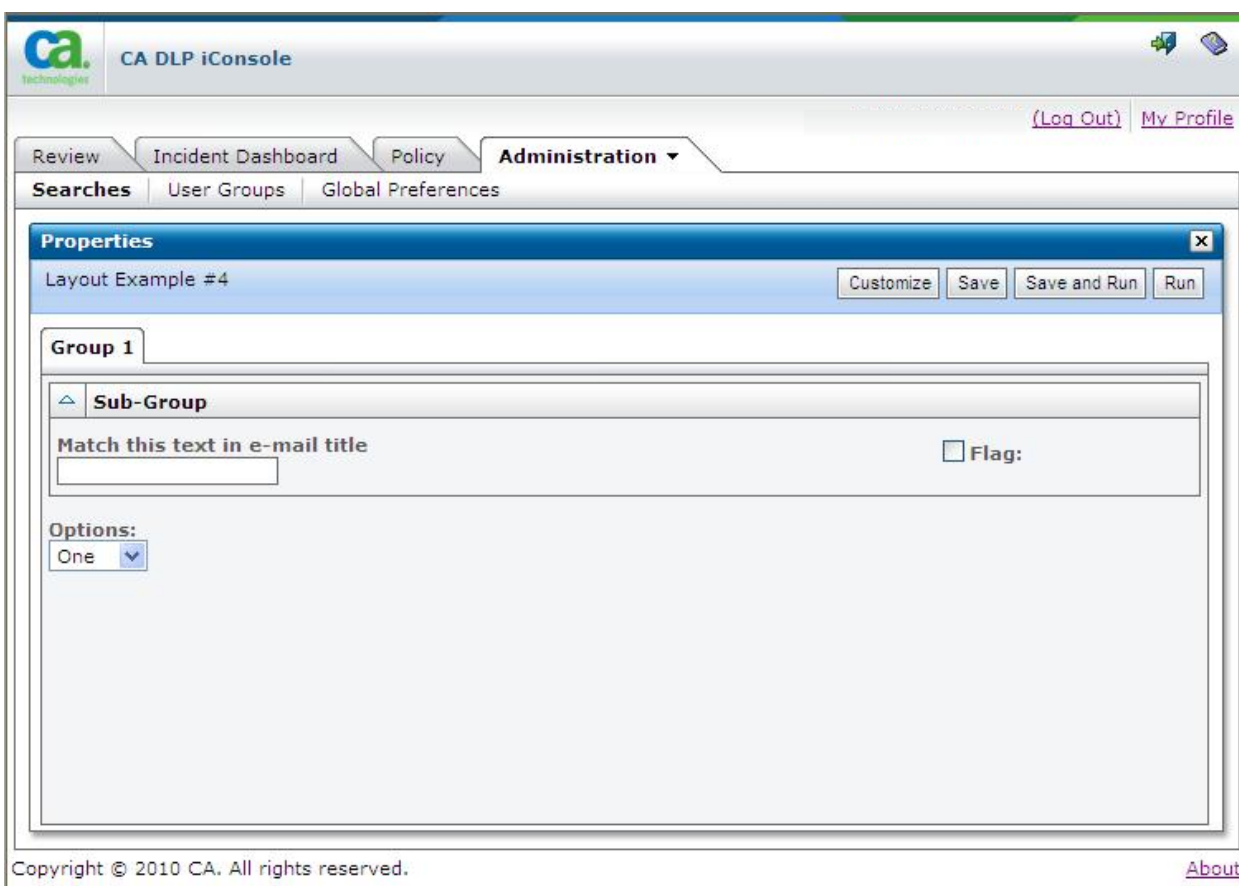 ca.
technologies
CA DLP iConsole
(Log Out) My Profile
Review Incident Dashboard Policy Administration
Searches User Groups Global Preferences
Properties
Layout Example #4 Customize Save Save and Run Run
Group 1
Sub-Group
Match this text in e-mail title
Flag:
Options:
One
Copyright © 2010 CA. All rights reserved. About